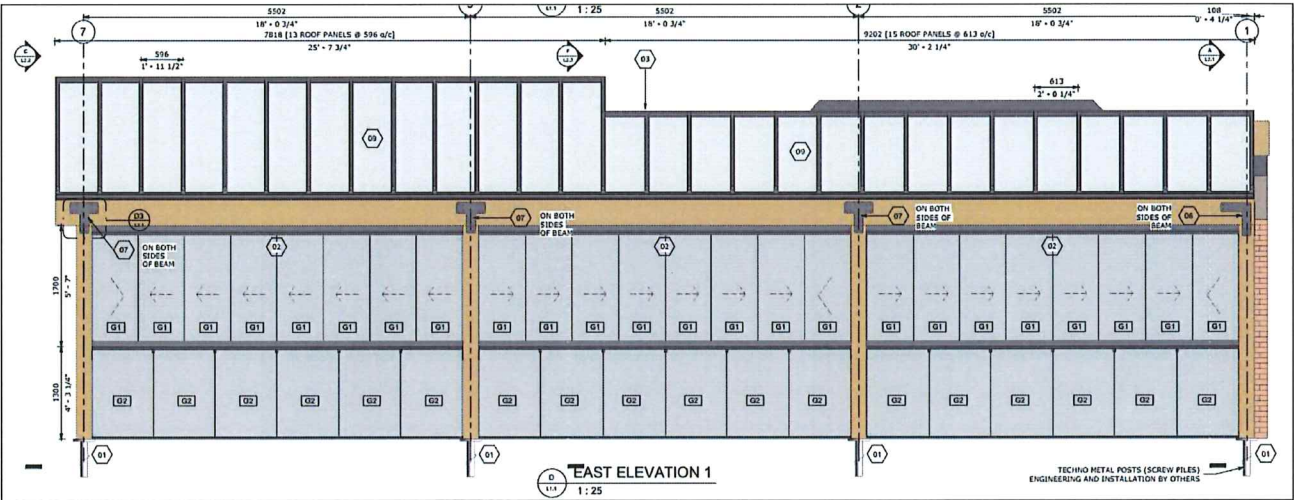 1 : 25
5502
5502
5502
108
18' - 0 3/4"
18' - 0 3/4"
18' - 0 3/4"
0' - 4 1/4"
7
1
7818 [13 ROOF PANELS @ 596 o/c]
9202 [15 ROOF PANELS @ 613 o/c]
25' - 7 3/4"
30' - 2 1/4"
596
1' - 11 1/2"
03
613
2' - 0 1/4"
09
09
D3
07
ON BOTH
SIDES
OF BEAM
07
ON BOTH
SIDES
OF BEAM
07
ON BOTH
SIDES OF
BEAM
ON BOTH
SIDES OF
BEAM
08
02
02
02
1700
5' - 7"
G1 G1 G1 G1 G1 G1 G1 G1
G1 G1 G1 G1 G1 G1 G1 G1
G1 G1 G1 G1 G1 G1 G1 G1
1300
4' - 3 1/4"
G2 G2 G2 G2 G2 G2
G2 G2 G2 G2 G2 G2
G2 G2 G2 G2 G2 G2
01
01
01
01
D
L1.1
EAST ELEVATION 1
1 : 25
TECHNO METAL POSTS (SCREW PILES)
ENGINEERING AND INSTALLATION BY OTHERS